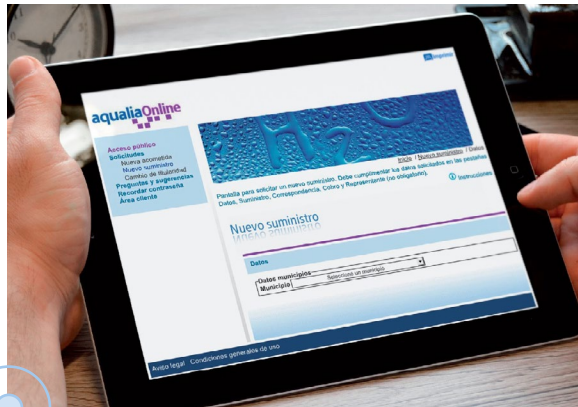 Imprimir
aqualiaOnline
Acceso público
Solicitudes
Nueva acometida
Nuevo suministro
Cambio de titularidad
Preguntas y sugerencias
Recordar contraseña
Área cliente
H2O
Inicio / Nuevo suministro / Datos
Pantalla para solicitar un nuevo suministro. Debe cumplimentar los datos solicitados en las pestañas
Datos, Suministro, Correspondencia, Cobro y Representante (no obligatorio).
Instrucciones
Nuevo suministro
Datos
Datos municipios
Municipio
Seleccione un municipio
Aviso legal
Condiciones generales de uso